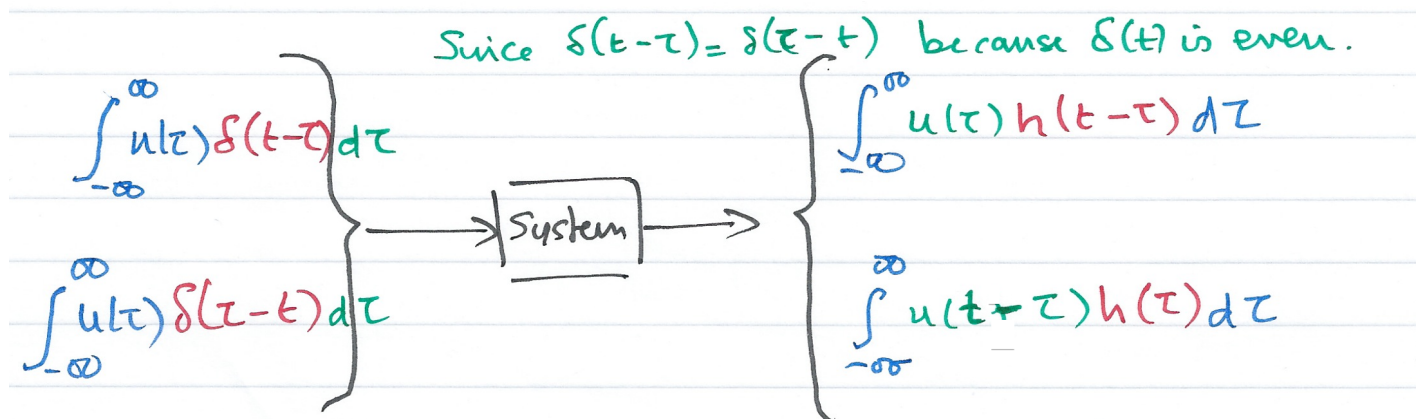 Since δ(t-τ) = δ(τ-t) because δ(t) is even.
∫_{-∞}^{∞} u(τ) δ(t-τ) dτ
∫_{-∞}^{∞} u(τ) δ(τ-t) dτ
System
∫_{-∞}^{∞} u(τ) h(t-τ) dτ
∫_{-∞}^{∞} u(t-τ) h(τ) dτ